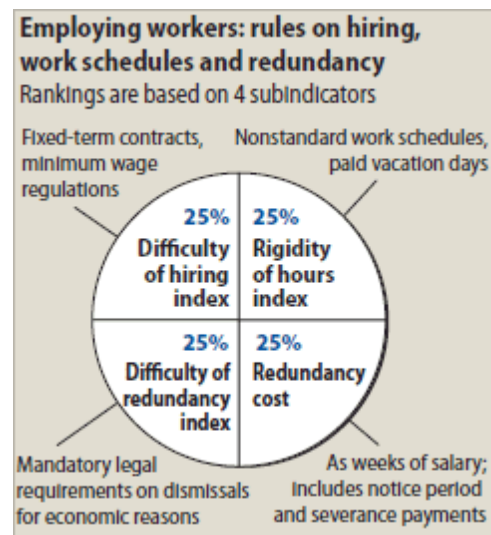 Employing workers: rules on hiring,
work schedules and redundancy
Rankings are based on 4 subindicators
Fixed-term contracts,
minimum wage
regulations
Nonstandard work schedules,
paid vacation days
25%
Difficulty
of hiring
index
25%
Rigidity
of hours
index
25%
Difficulty of
redundancy
index
25%
Redundancy
cost
Mandatory legal
requirements on dismissals
for economic reasons
As weeks of salary;
includes notice period
and severance payments